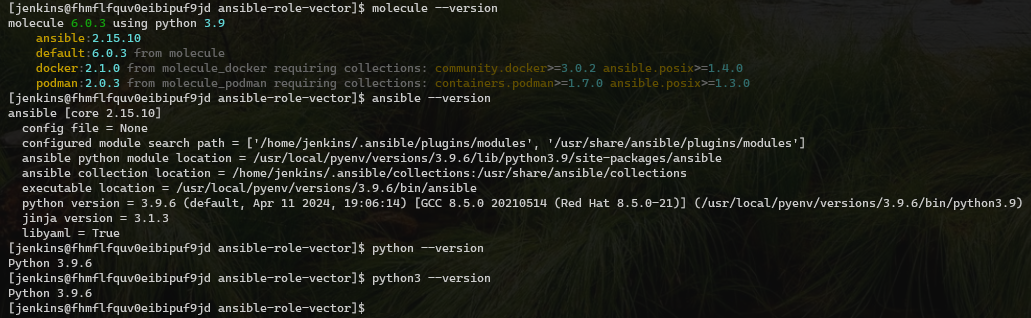 [jenkins@fhmflfquv0eibipuf9jd ansible-role-vector]$ molecule --version
molecule 6.0.3 using python 3.9
    ansible:2.15.10
    default:6.0.3 from molecule
    docker:2.1.0 from molecule_docker requiring collections: community.docker>=3.0.2 ansible.posix>=1.4.0
    podman:2.0.3 from molecule_podman requiring collections: containers.podman>=1.7.0 ansible.posix>=1.3.0
[jenkins@fhmflfquv0eibipuf9jd ansible-role-vector]$ ansible --version
ansible [core 2.15.10]
  config file = None
  configured module search path = ['/home/jenkins/.ansible/plugins/modules', '/usr/share/ansible/plugins/modules']
  ansible python module location = /usr/local/pyenv/versions/3.9.6/lib/python3.9/site-packages/ansible
  ansible collection location = /home/jenkins/.ansible/collections:/usr/share/ansible/collections
  executable location = /usr/local/pyenv/versions/3.9.6/bin/ansible
  python version = 3.9.6 (default, Apr 11 2024, 19:06:14) [GCC 8.5.0 20210514 (Red Hat 8.5.0-21)] (/usr/local/pyenv/versions/3.9.6/bin/python3.9)
  jinja version = 3.1.3
  libyaml = True
[jenkins@fhmflfquv0eibipuf9jd ansible-role-vector]$ python --version
Python 3.9.6
[jenkins@fhmflfquv0eibipuf9jd ansible-role-vector]$ python3 --version
Python 3.9.6
[jenkins@fhmflfquv0eibipuf9jd ansible-role-vector]$